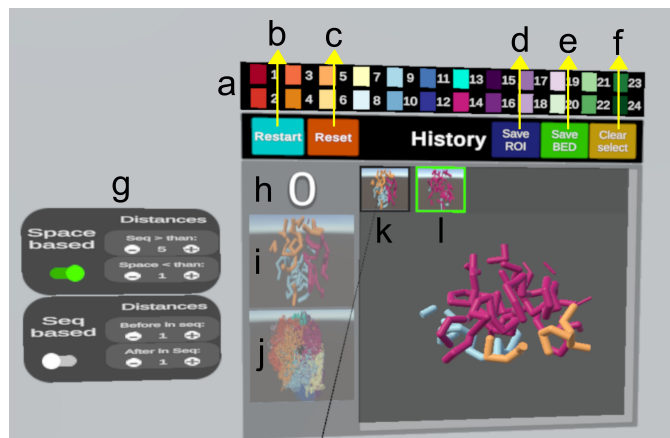 b c d e f
a 1 3 5 7 9 11 13 15 17 19 21 23
2 4 6 8 10 12 14 16 18 20 22 24
Restart Reset History Save ROI Save BED Clear select
g
h 0
k l
i
j
Space based
Distances
Seq > than:
5
Space < than:
1
Seq based
Distances
Before in seq:
1
After in Seq:
1